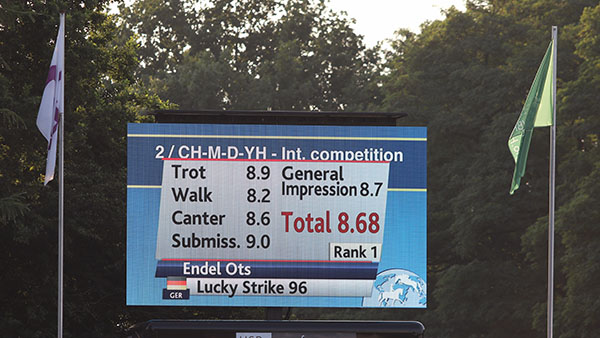 2 / CH-M-D-YH - Int. competition
Trot 8.9
Walk 8.2
Canter 8.6
Submiss. 9.0
General
Impression 8.7
Total 8.68
Rank 1
Endel Ots
GER Lucky Strike 96